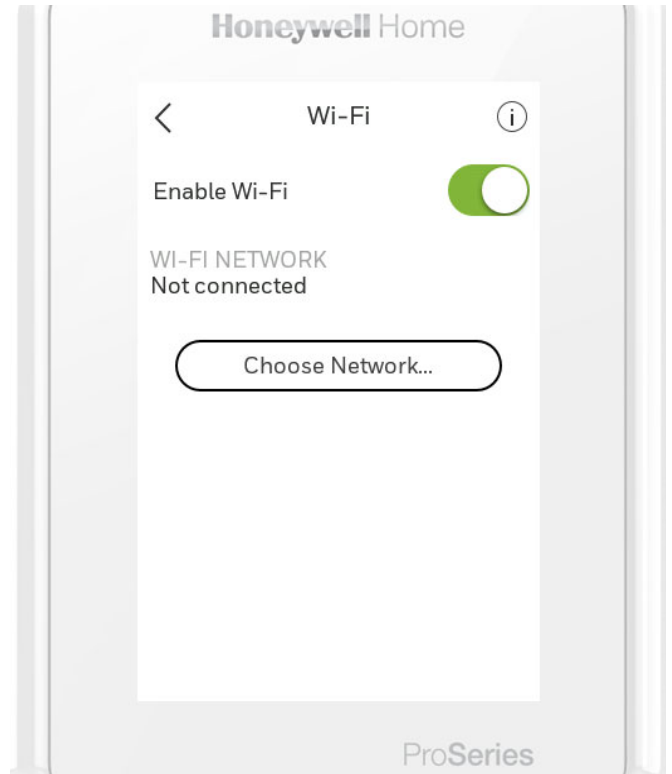 Honeywell Home
Wi-Fi
i
Enable Wi-Fi
WI-FI NETWORK
Not connected
Choose Network...
ProSeries